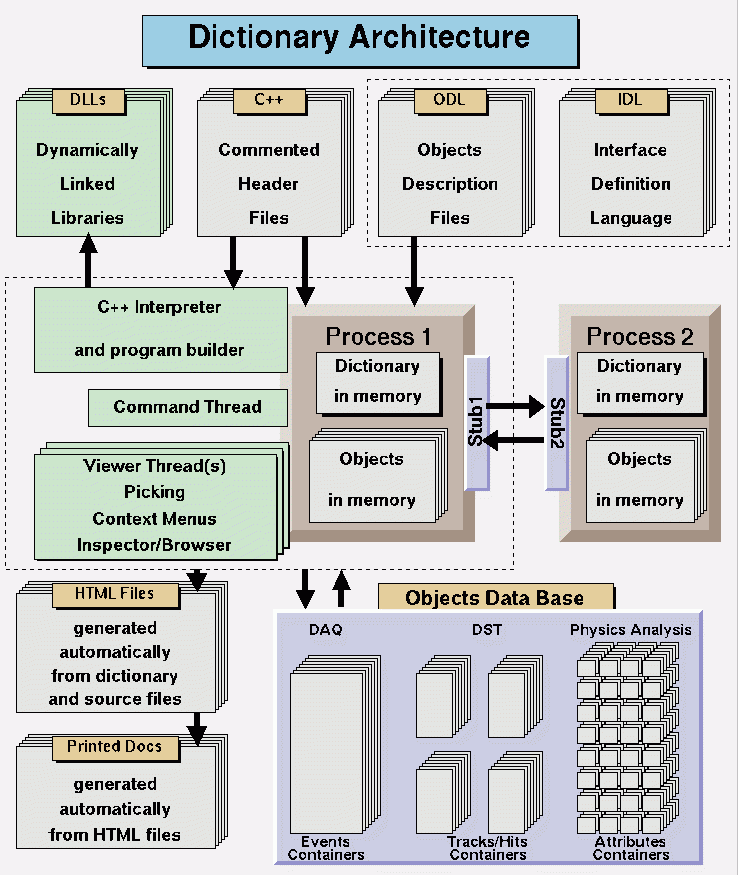 Dictionary Architecture
DLLs
Dynamically
Linked
Libraries
C++
Commented
Header
Files
ODL
Objects
Description
Files
IDL
Interface
Definition
Language
C++ Interpreter
and program builder
Command Thread
Viewer Thread(s)
Picking
Context Menus
Inspector/Browser
Process 1
Dictionary
in memory
Objects
in memory
Stub1
Stub2
Process 2
Dictionary
in memory
Objects
in memory
HTML Files
generated
automatically
from dictionary
and source files
Printed Docs
generated
automatically
from HTML files
Objects Data Base
DAQ
Events
Containers
DST
Tracks/Hits
Containers
Physics Analysis
Attributes
Containers